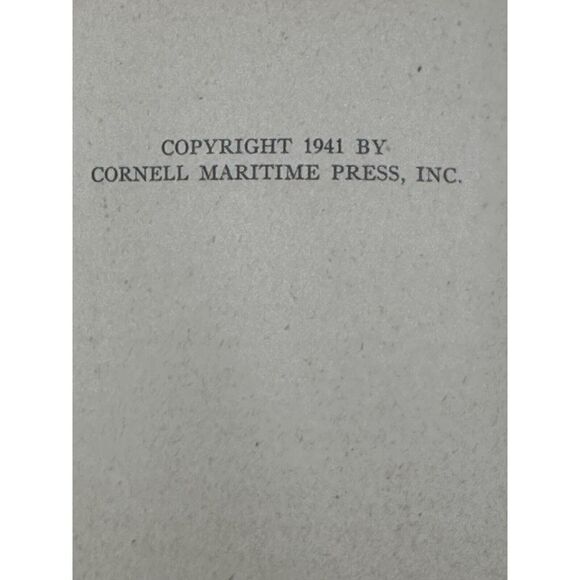 COPYRIGHT 1941 BY
CORNELL MARITIME PRESS, INC.